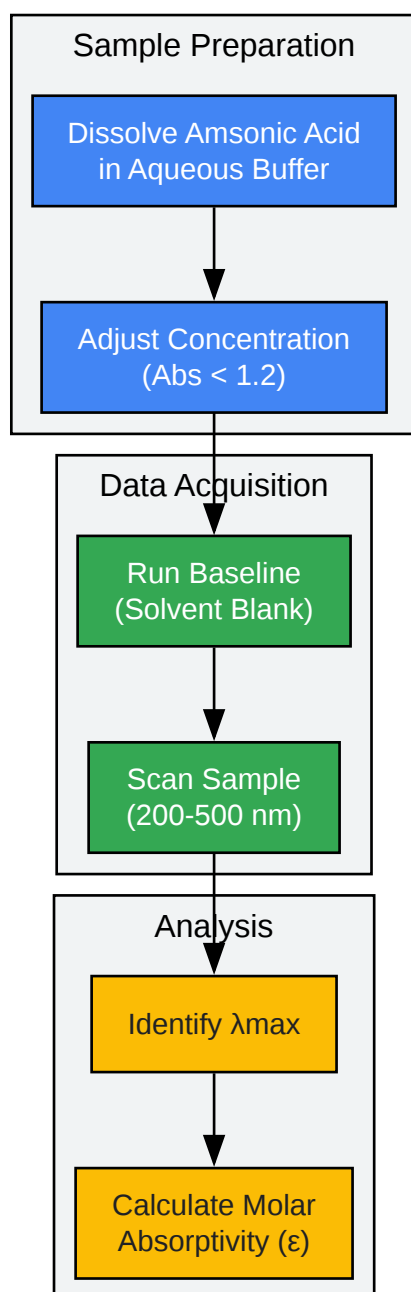 Sample Preparation
Dissolve Amsonic Acid
in Aqueous Buffer
Adjust Concentration
(Abs < 1.2)
Data Acquisition
Run Baseline
(Solvent Blank)
Scan Sample
(200-500 nm)
Analysis
Identify λmax
Calculate Molar
Absorptivity (ε)